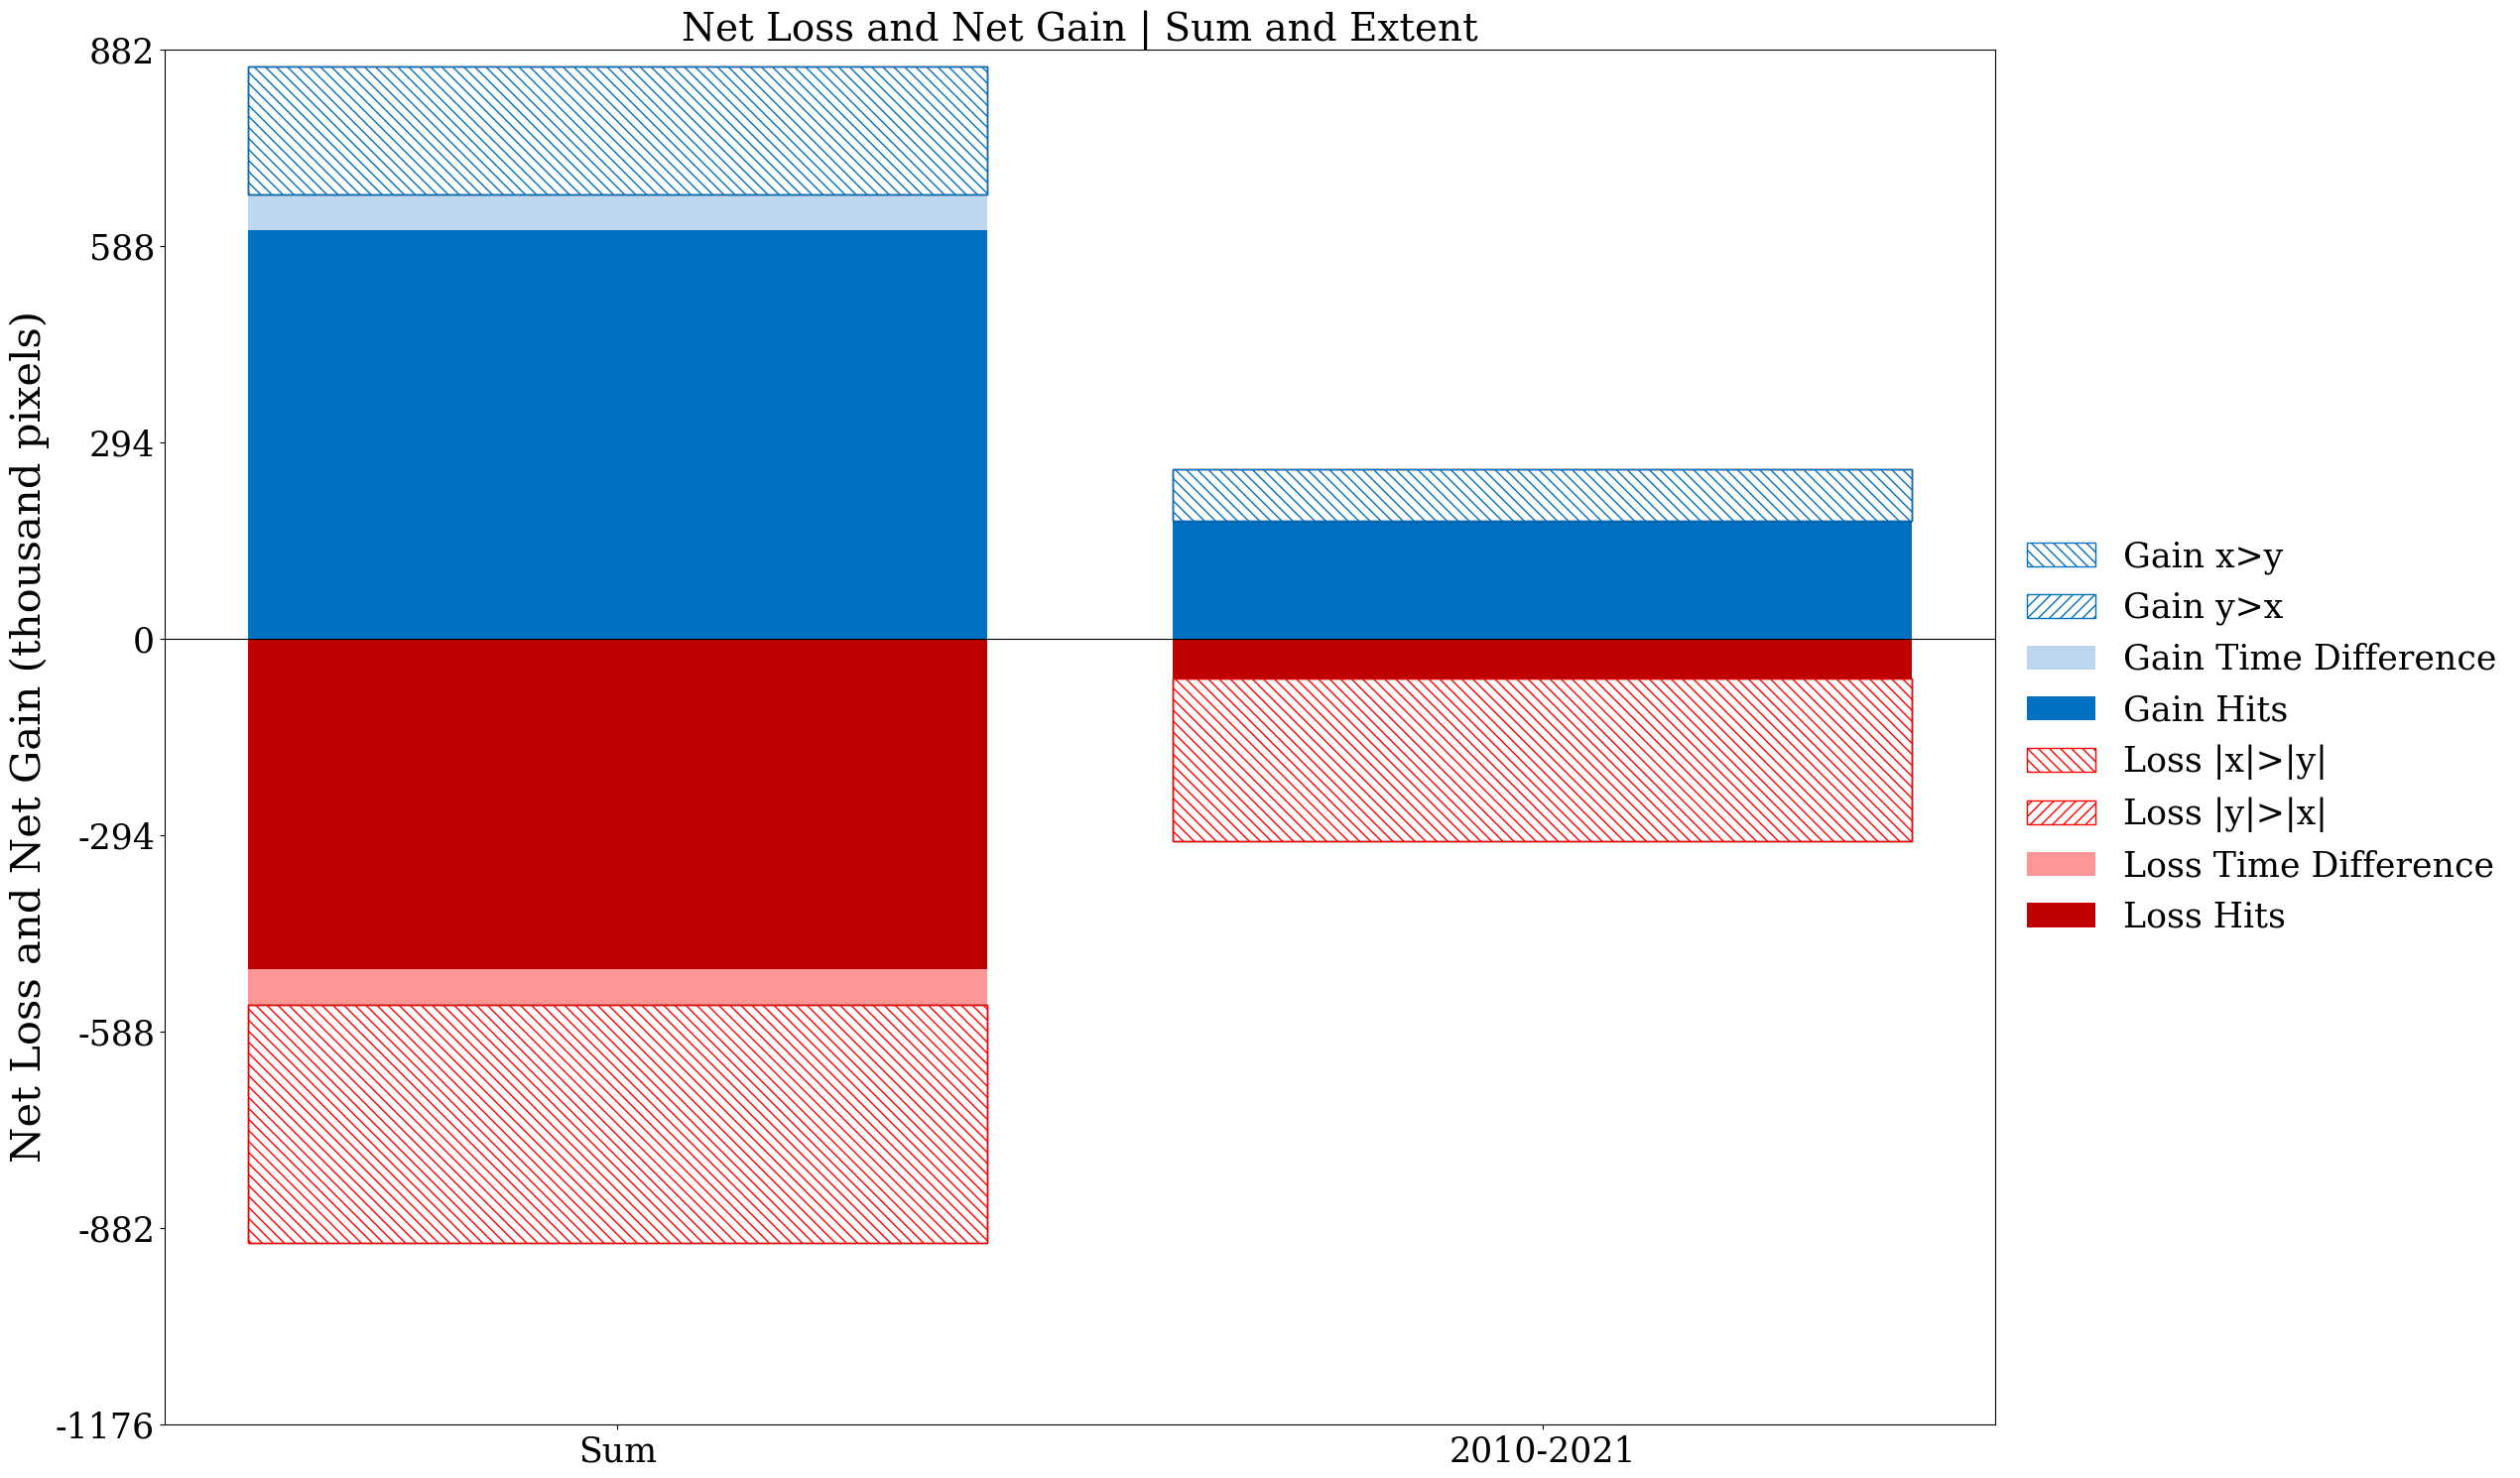 Net Loss and Net Gain | Sum and Extent
Net Loss and Net Gain (thousand pixels)
882
588
294
0
-294
-588
-882
-1176
Sum
2010-2021
Gain x>y
Gain y>x
Gain Time Difference
Gain Hits
Loss |x|>|y|
Loss |y|>|x|
Loss Time Difference
Loss Hits